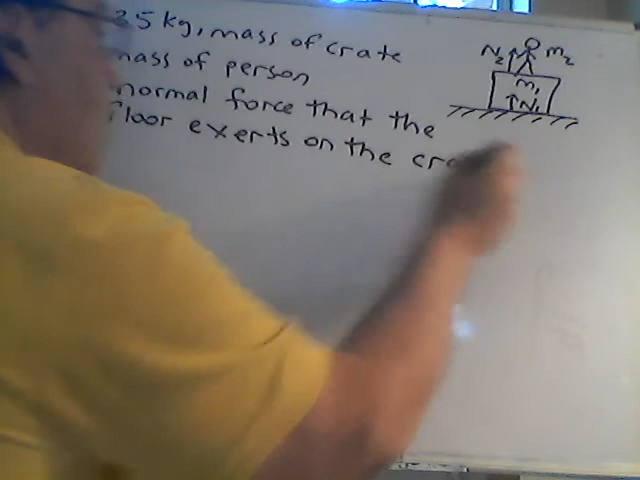 35 kg, mass of crate
mass of person
normal force that the
floor exerts on the
N₂ m₂
m₁
N₁